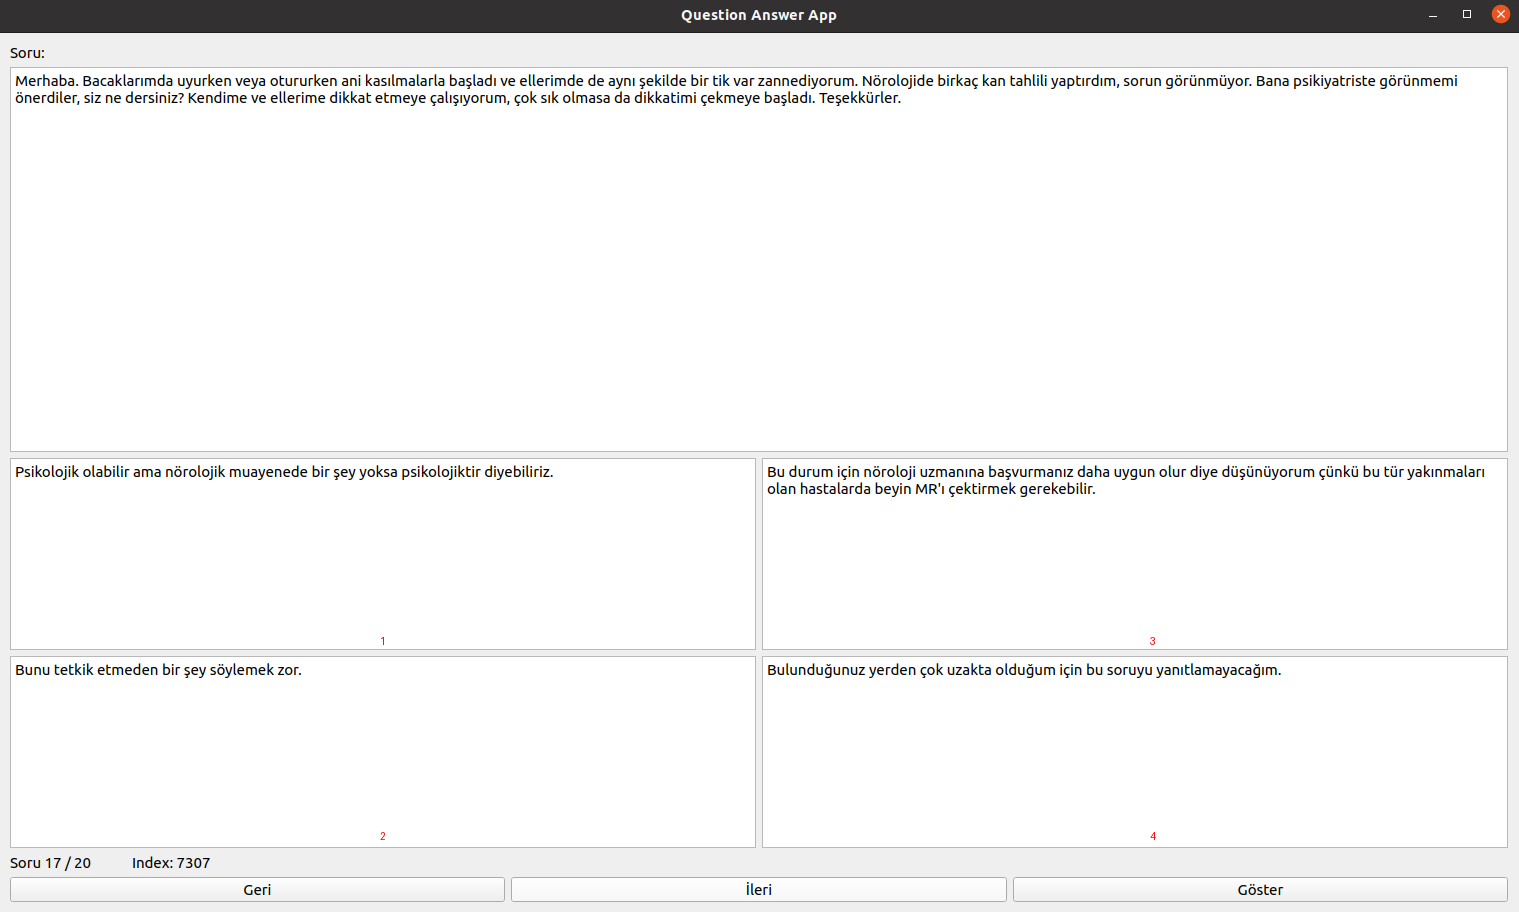 Question Answer App
Soru:
Merhaba. Bacaklarımda uyurken veya otururken ani kasılmalarla başladı ve ellerimde de aynı şekilde bir tik var zannediyorum. Nörolojide birkaç kan tahlili yaptırdım, sorun görünmüyor. Bana psikiyatriste görünmemi
önerdiler, siz ne dersiniz? Kendime ve ellerime dikkat etmeye çalışıyorum, çok sık olmasa da dikkatimi çekmeye başladı. Teşekkürler.
Psikolojik olabilir ama nörolojik muayenede bir şey yoksa psikolojiktir diyebiliriz.
1
Bu durum için nöroloji uzmanına başvurmanız daha uygun olur diye düşünüyorum çünkü bu tür yakınmaları
olan hastalarda beyin MR'ı çektirmek gerekebilir.
3
Bunu tetkik etmeden bir şey söylemek zor.
2
Bulunduğunuz yerden çok uzakta olduğum için bu soruyu yanıtlamayacağım.
4
Soru 17 / 20 Index: 7307
Geri İleri Göster